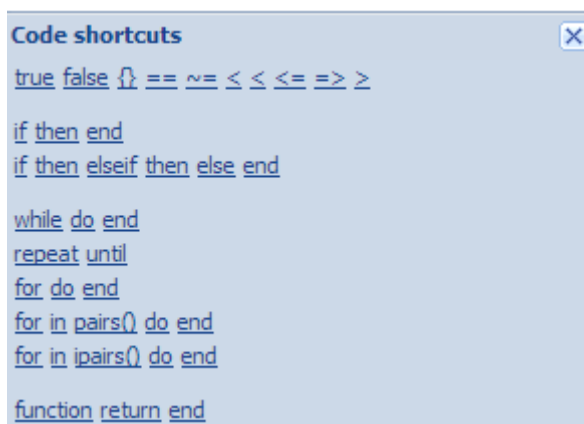 Code shortcuts
true false {} == ~= < < <= => >
if then end
if then elseif then else end
while do end
repeat until
for do end
for in pairs() do end
for in ipairs() do end
function return end